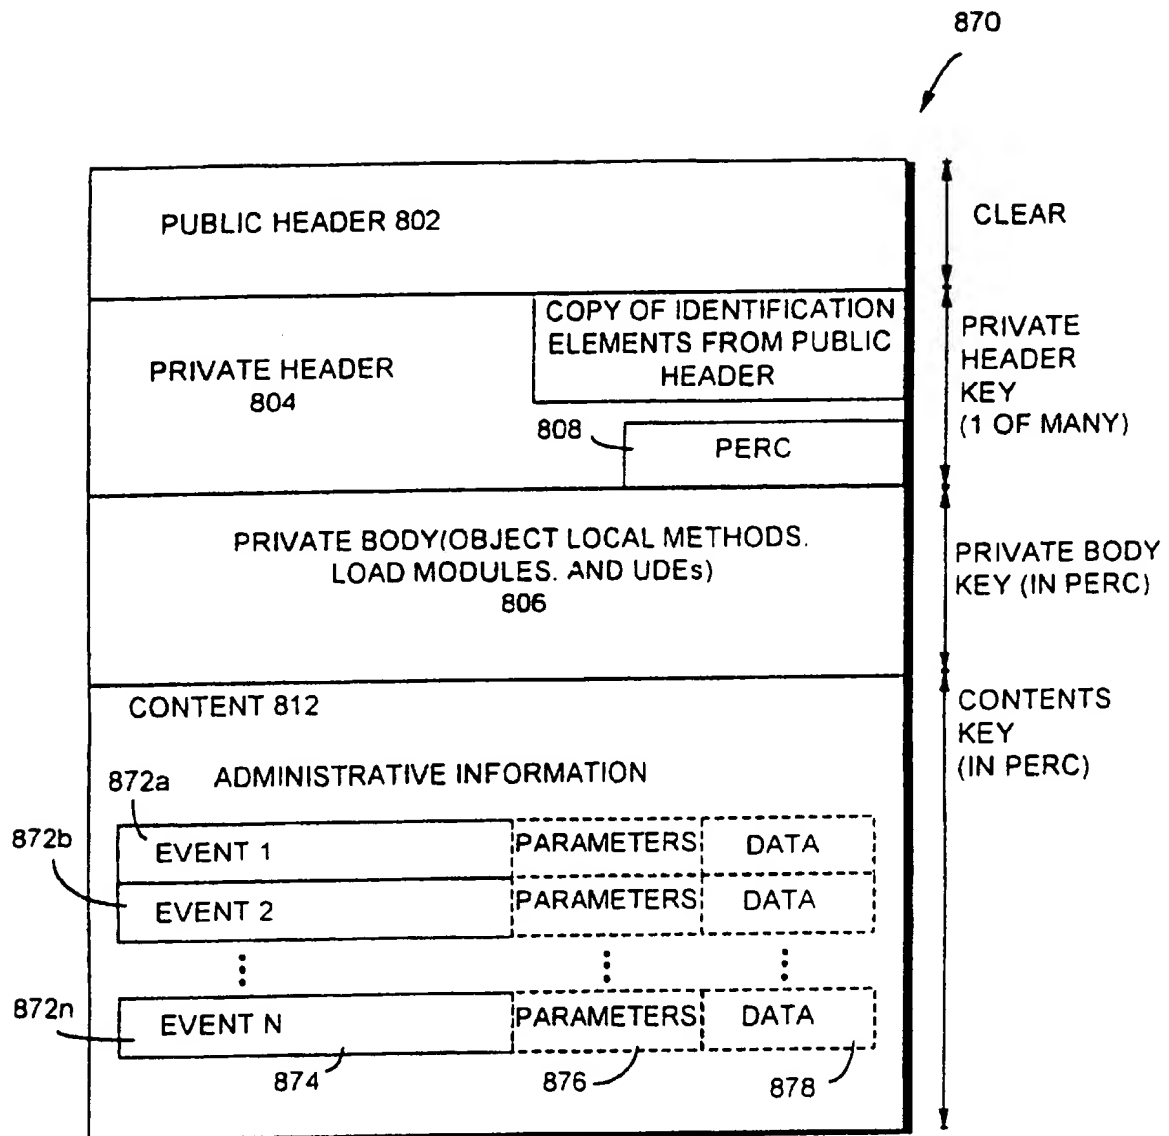 870
PUBLIC HEADER 802
CLEAR
PRIVATE HEADER
804
COPY OF IDENTIFICATION
ELEMENTS FROM PUBLIC
HEADER
808
PERC
PRIVATE
HEADER
KEY
(1 OF MANY)
PRIVATE BODY(OBJECT LOCAL METHODS.
LOAD MODULES. AND UDEs)
806
PRIVATE BODY
KEY (IN PERC)
CONTENT 812
CONTENTS
KEY
(IN PERC)
ADMINISTRATIVE INFORMATION
872a
EVENT 1 PARAMETERS DATA
872b
EVENT 2 PARAMETERS DATA
872n
EVENT N PARAMETERS DATA
874 876 878